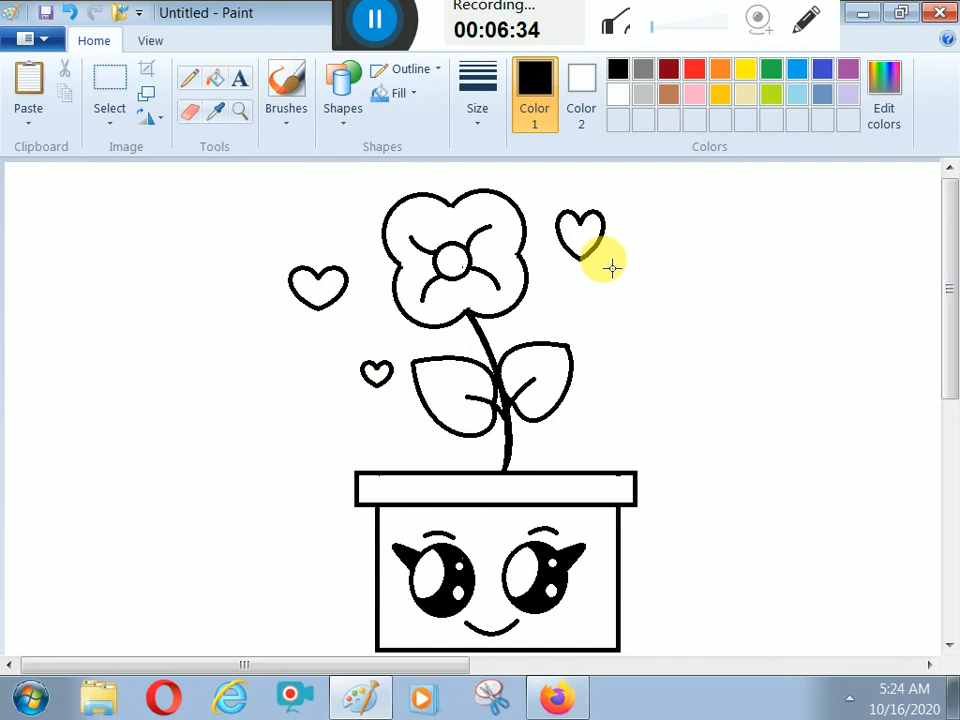 Untitled - Paint
Recording...
00:06:34
Home
View
Paste
Select
Brushes
Shapes
Outline
Fill
Size
Color
1
Color
2
Edit
colors
Clipboard
Image
Tools
Shapes
Colors
5:24 AM
10/16/2020